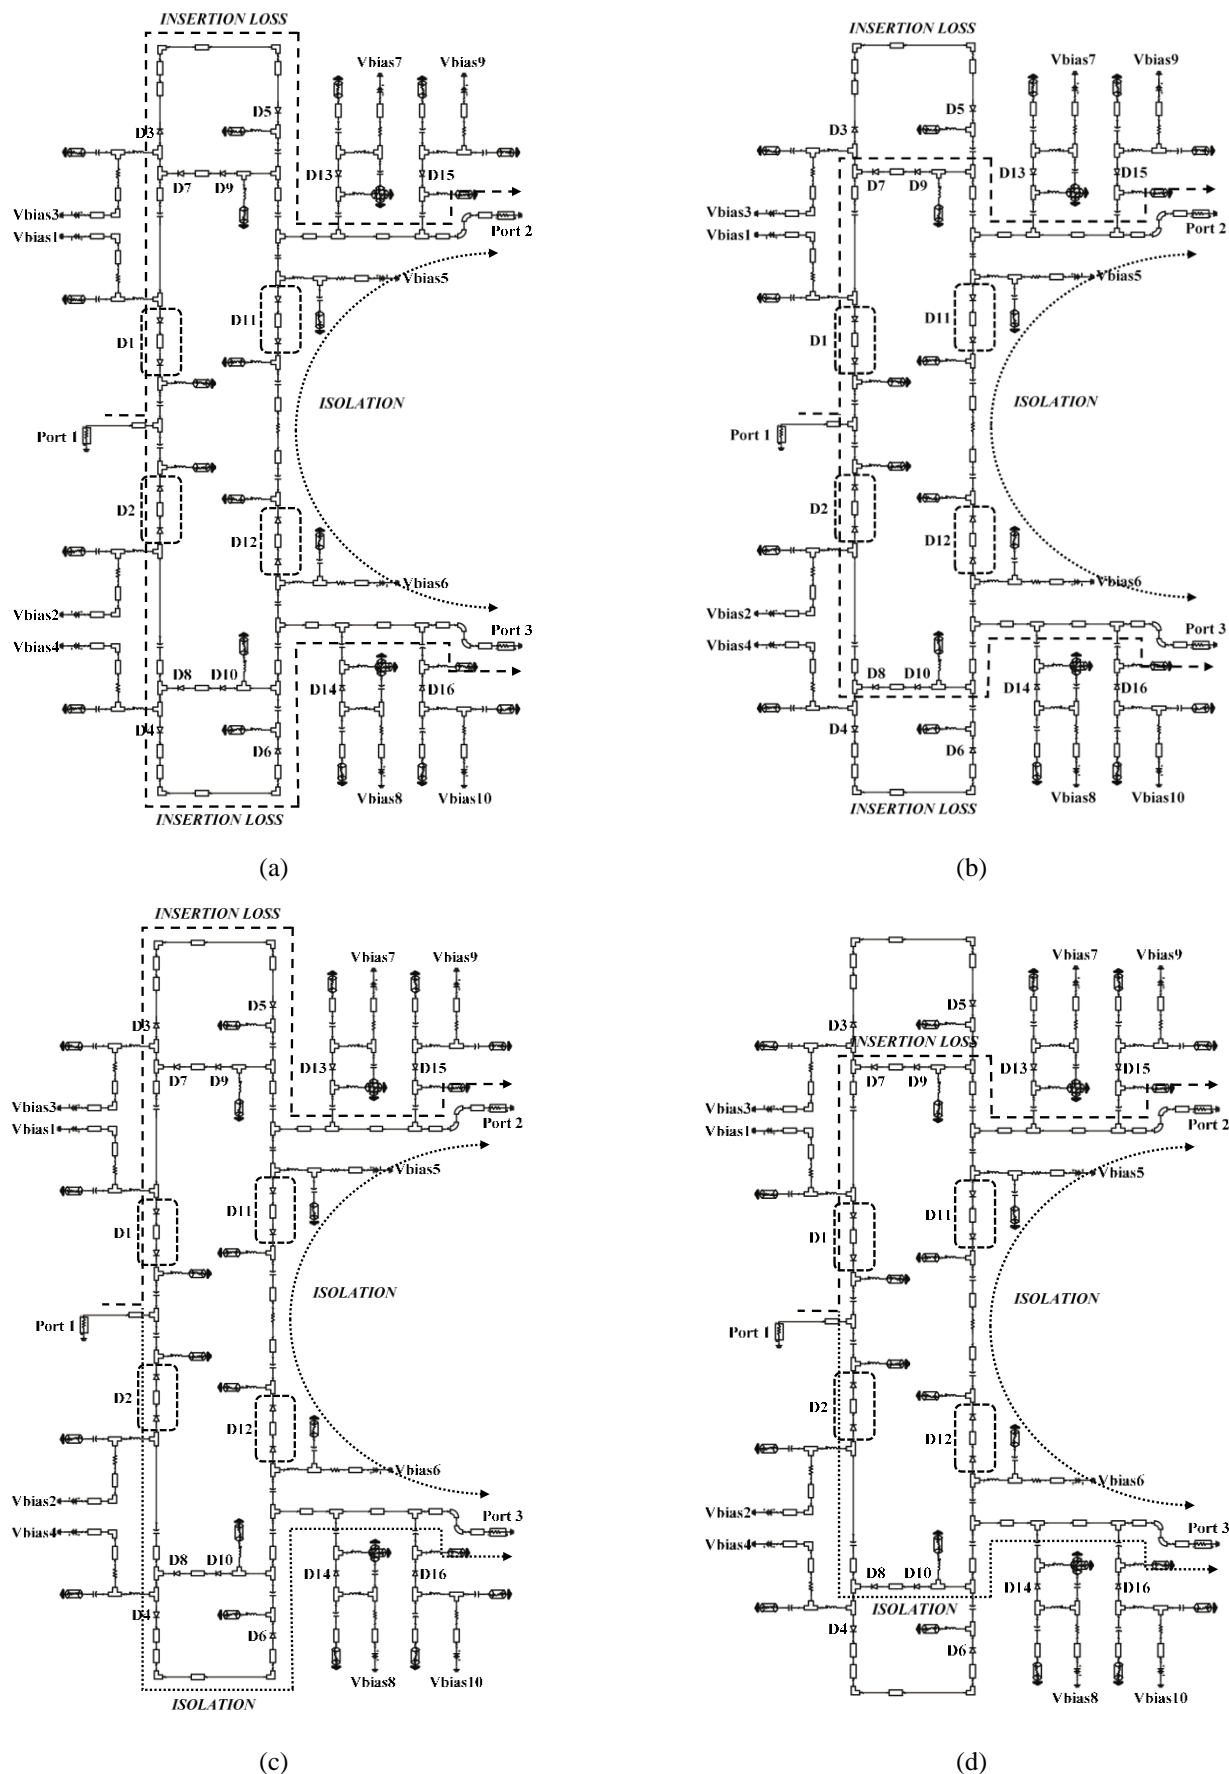 INSERTION LOSS
Vbias7 Vbias9
D5
D3
D13 D15
D7 D9
Vbias3
Port 2
Vbias1
Vbias5
D11
D1
ISOLATION
Port 1
D2
D12
Vbias6
Vbias2
Port 3
Vbias4
D8 D10
D14 D16
D4
D6
Vbias8 Vbias10
INSERTION LOSS
(a)
INSERTION LOSS
Vbias7 Vbias9
D5
D3
D13 D15
D7 D9
Vbias3
Port 2
Vbias1
Vbias5
D11
D1
ISOLATION
Port 1
D2
D12
Vbias6
Vbias2
Port 3
Vbias4
D8 D10
D14 D16
D4
D6
Vbias8 Vbias10
INSERTION LOSS
(b)
INSERTION LOSS
Vbias7 Vbias9
D5
D3
D13 D15
D7 D9
Vbias3
Port 2
Vbias1
Vbias5
D11
D1
ISOLATION
Port 1
D2
D12
Vbias6
Vbias2
Port 3
Vbias4
D8 D10
D14 D16
D4
D6
Vbias8 Vbias10
ISOLATION
(c)
Vbias7 Vbias9
D5
D3
INSERTION LOSS
D13 D15
D7 D9
Vbias3
Port 2
Vbias1
Vbias5
D11
D1
ISOLATION
Port 1
D2
D12
Vbias6
Vbias2
Port 3
Vbias4
D8 D10
D14 D16
ISOLATION
D4
D6
Vbias8 Vbias10
(d)